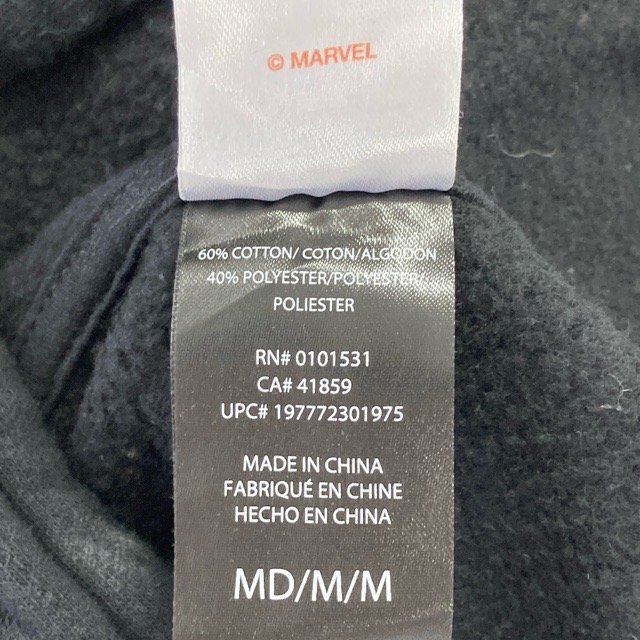 © MARVEL
60% COTTON/ COTON/ALGODON
40% POLYESTER/POLYESTER/
POLIESTER
RN# 0101531
CA# 41859
UPC# 197772301975
MADE IN CHINA
FABRIQUÉ EN CHINE
HECHO EN CHINA
MD/M/M